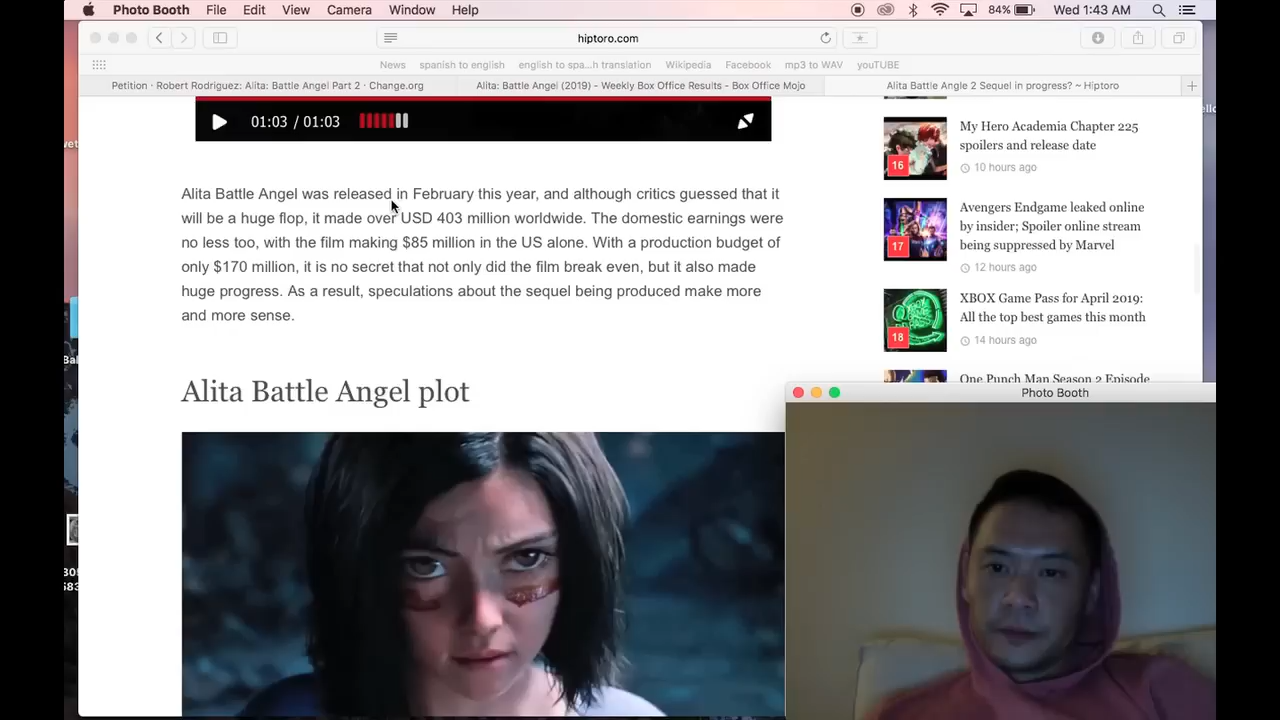 Photo Booth File Edit View Camera Window Help 84% Wed 1:43 AM
hiptoro.com
News spanish to english english to spa...h translation Wikipedia Facebook mp3 to WAV yoUTUBE
Petition · Robert Rodriguez: Alita: Battle Angel Part 2 · Change.org Alita: Battle Angel (2019) - Weekly Box Office Results - Box Office Mojo Alita Battle Angle 2 Sequel in progress? ~ Hiptoro
01:03 / 01:03
Alita Battle Angel was released in February this year, and although critics guessed that it
will be a huge flop, it made over USD 403 million worldwide. The domestic earnings were
no less too, with the film making $85 million in the US alone. With a production budget of
only $170 million, it is no secret that not only did the film break even, but it also made
huge progress. As a result, speculations about the sequel being produced make more
and more sense.
Alita Battle Angel plot
16
My Hero Academia Chapter 225
spoilers and release date
10 hours ago
17
Avengers Endgame leaked online
by insider; Spoiler online stream
being suppressed by Marvel
12 hours ago
18
XBOX Game Pass for April 2019:
All the top best games this month
14 hours ago
One Punch Man Season 2 Episode
Photo Booth